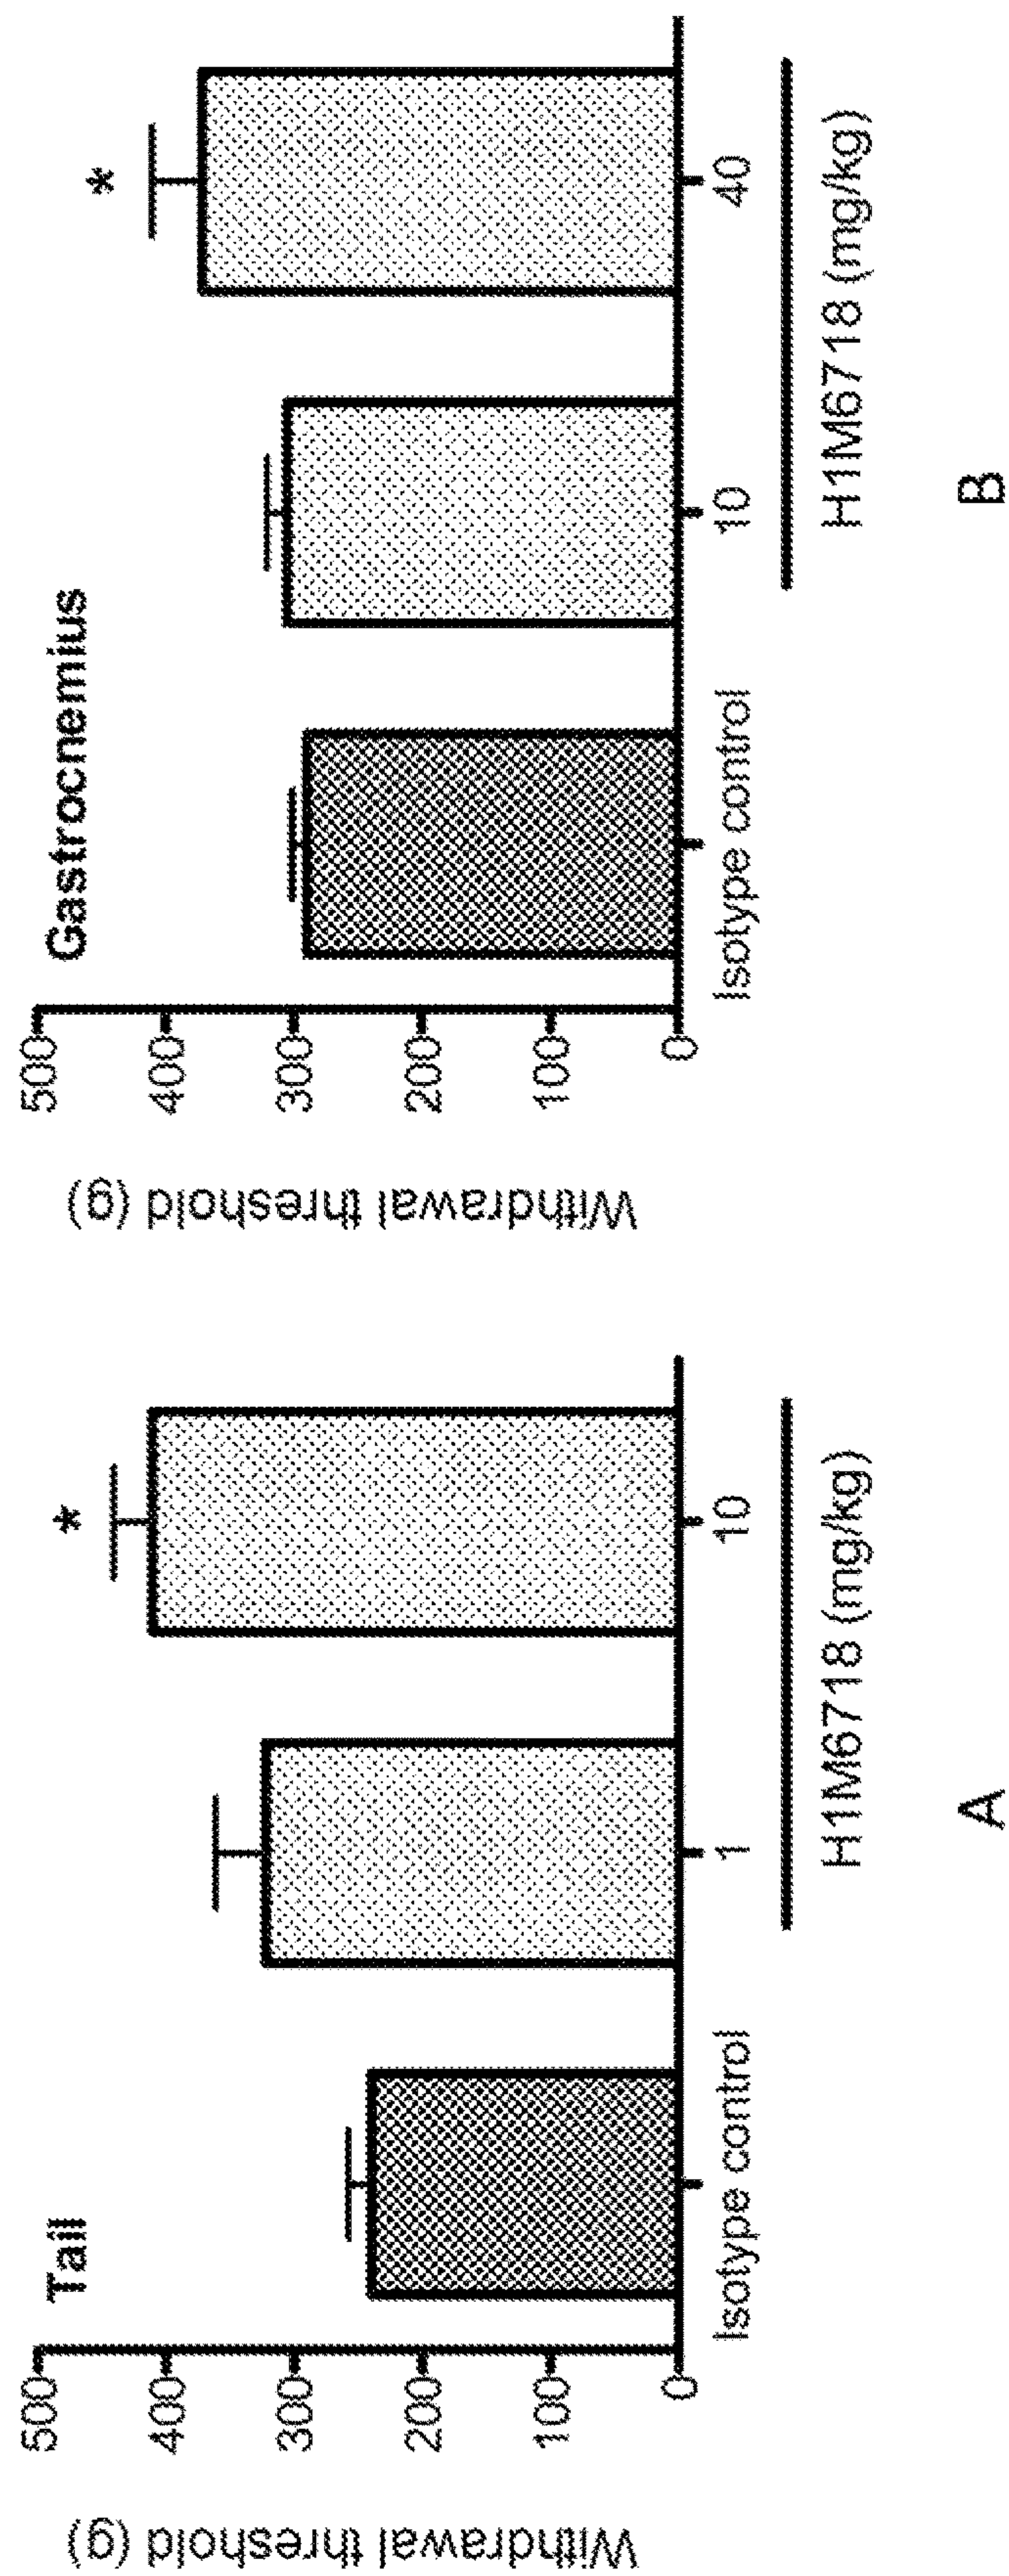 Tail
Withdrawal threshold (g)
500
400
300
200
100
0
Isotype control
1
10
*
H1M6718 (mg/kg)
A
Gastrocnemius
Withdrawal threshold (g)
500
400
300
200
100
0
Isotype control
10
40
*
H1M6718 (mg/kg)
B